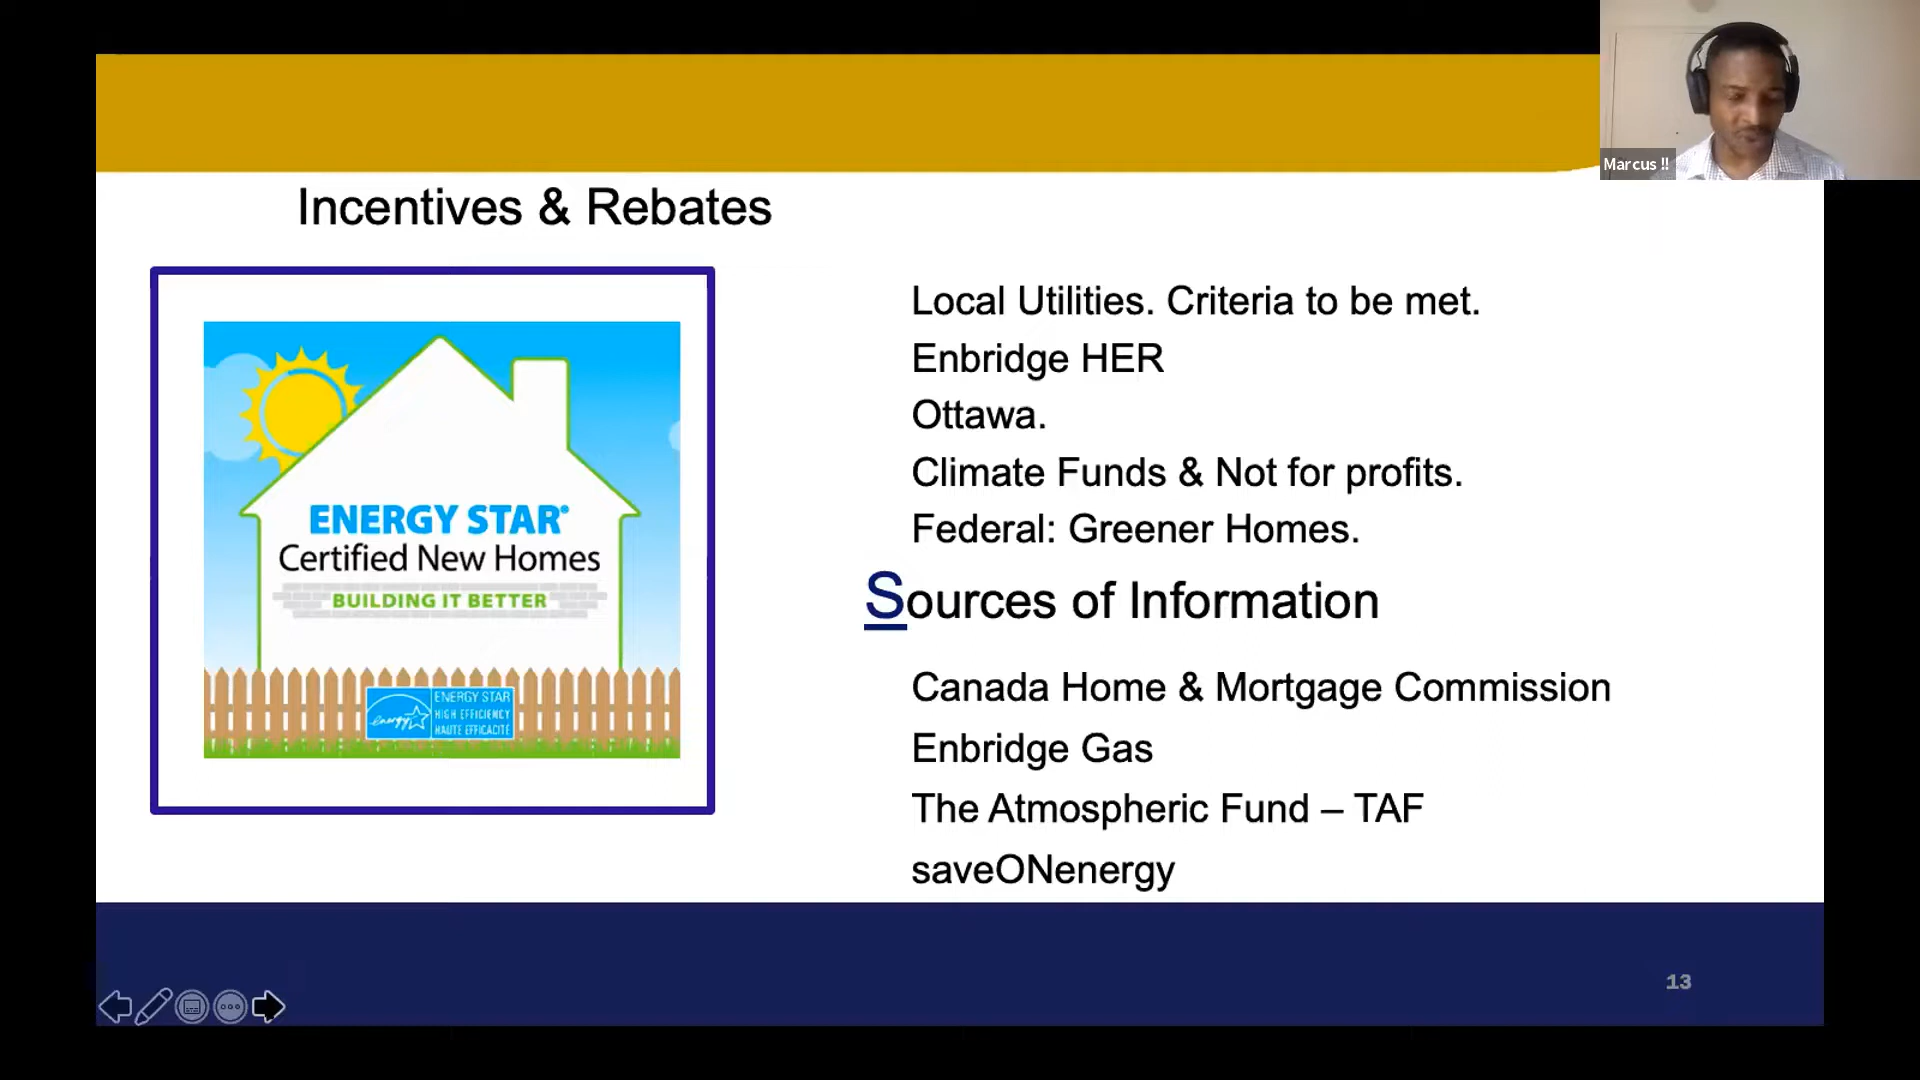 Marcus !!
Incentives & Rebates
ENERGY STAR®
Certified New Homes
BUILDING IT BETTER
energy
ENERGY STAR
HIGH EFFICIENCY
HAUTE EFFICACITÉ
Local Utilities. Criteria to be met.
Enbridge HER
Ottawa.
Climate Funds & Not for profits.
Federal: Greener Homes.
Sources of Information
Canada Home & Mortgage Commission
Enbridge Gas
The Atmospheric Fund – TAF
saveONenergy
13